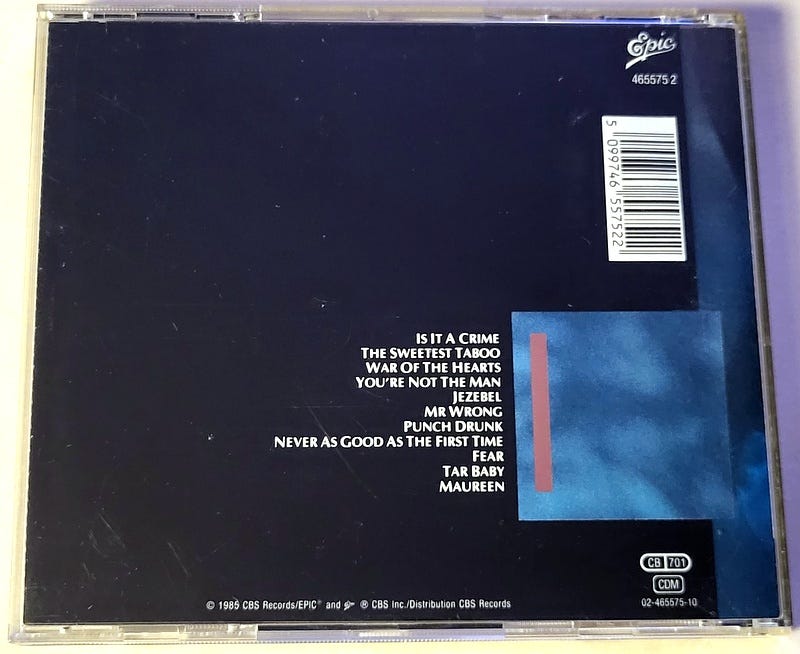 Epic
465575 2
5 099746 557522
IS IT A CRIME
THE SWEETEST TABOO
WAR OF THE HEARTS
YOU'RE NOT THE MAN
JEZEBEL
MR WRONG
PUNCH DRUNK
NEVER AS GOOD AS THE FIRST TIME
FEAR
TAR BABY
MAUREEN
CB 701
CDM
02-465575-10
© 1985 CBS Records/EPIC® and ℗ CBS Inc./Distribution CBS Records